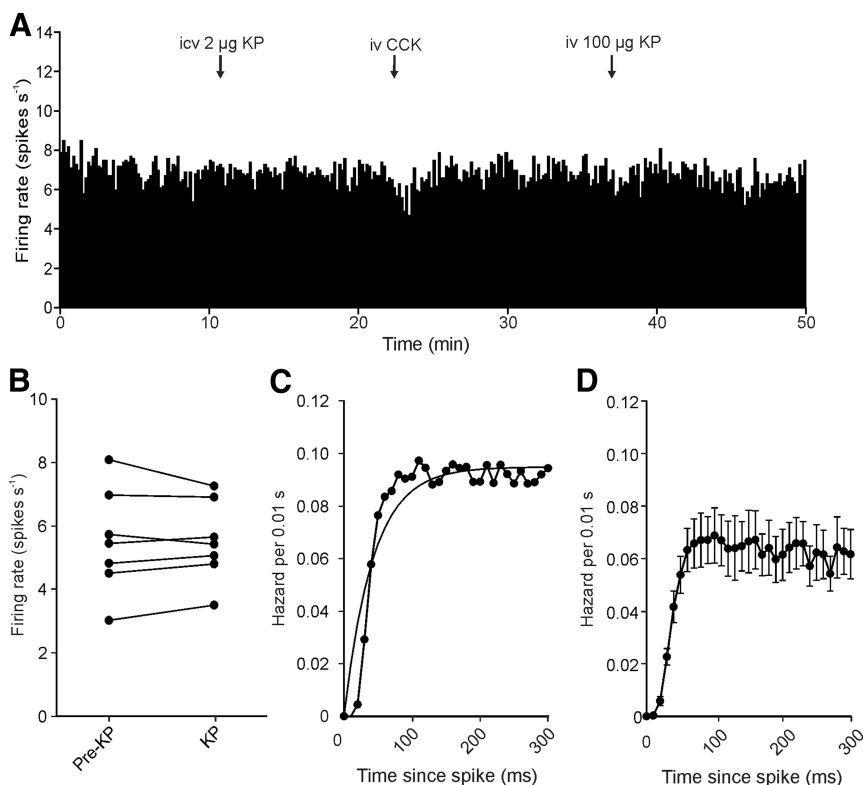 A
icv 2 µg KP
iv CCK
iv 100 µg KP
Firing rate (spikes s-1)
14
12
10
8
6
4
2
0
0 10 20 30 40 50
Time (min)
B
Firing rate (spikes s-1)
10
8
6
4
2
0
Pre-KP
KP
C
Hazard per 0.01 s
0.12
0.10
0.08
0.06
0.04
0.02
0
0 100 200 300
Time since spike (ms)
D
Hazard per 0.01 s
0.12
0.10
0.08
0.06
0.04
0.02
0
0 100 200 300
Time since spike (ms)